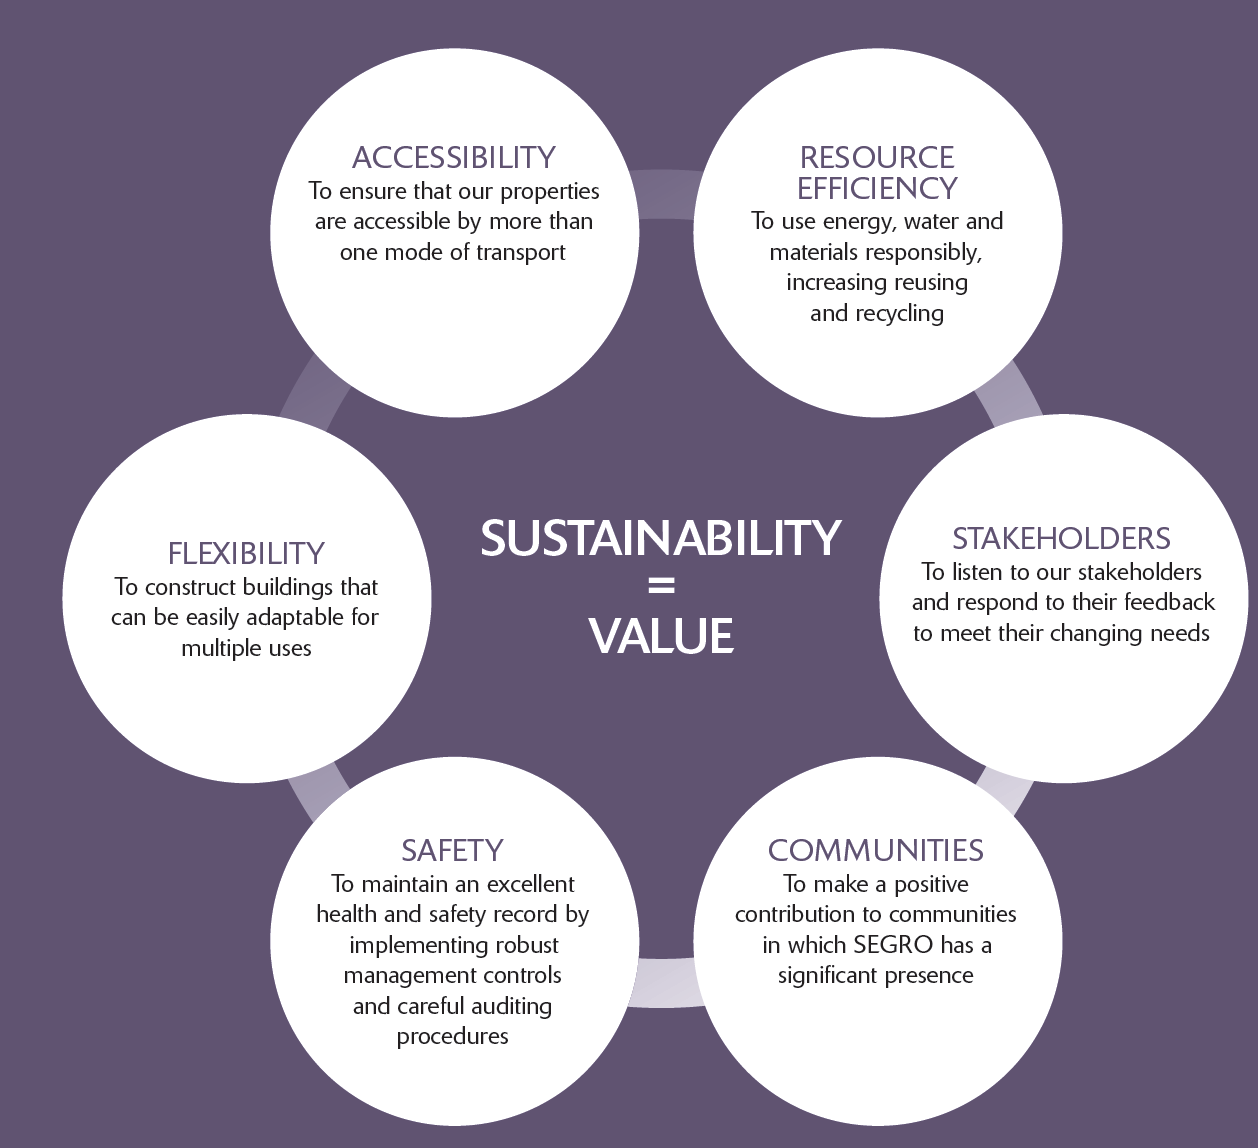 ACCESSIBILITY
To ensure that our properties
are accessible by more than
one mode of transport
RESOURCE
EFFICIENCY
To use energy, water and
materials responsibly,
increasing reusing
and recycling
FLEXIBILITY
To construct buildings that
can be easily adaptable for
multiple uses
SUSTAINABILITY
=
VALUE
STAKEHOLDERS
To listen to our stakeholders
and respond to their feedback
to meet their changing needs
SAFETY
To maintain an excellent
health and safety record by
implementing robust
management controls
and careful auditing
procedures
COMMUNITIES
To make a positive
contribution to communities
in which SEGRO has a
significant presence